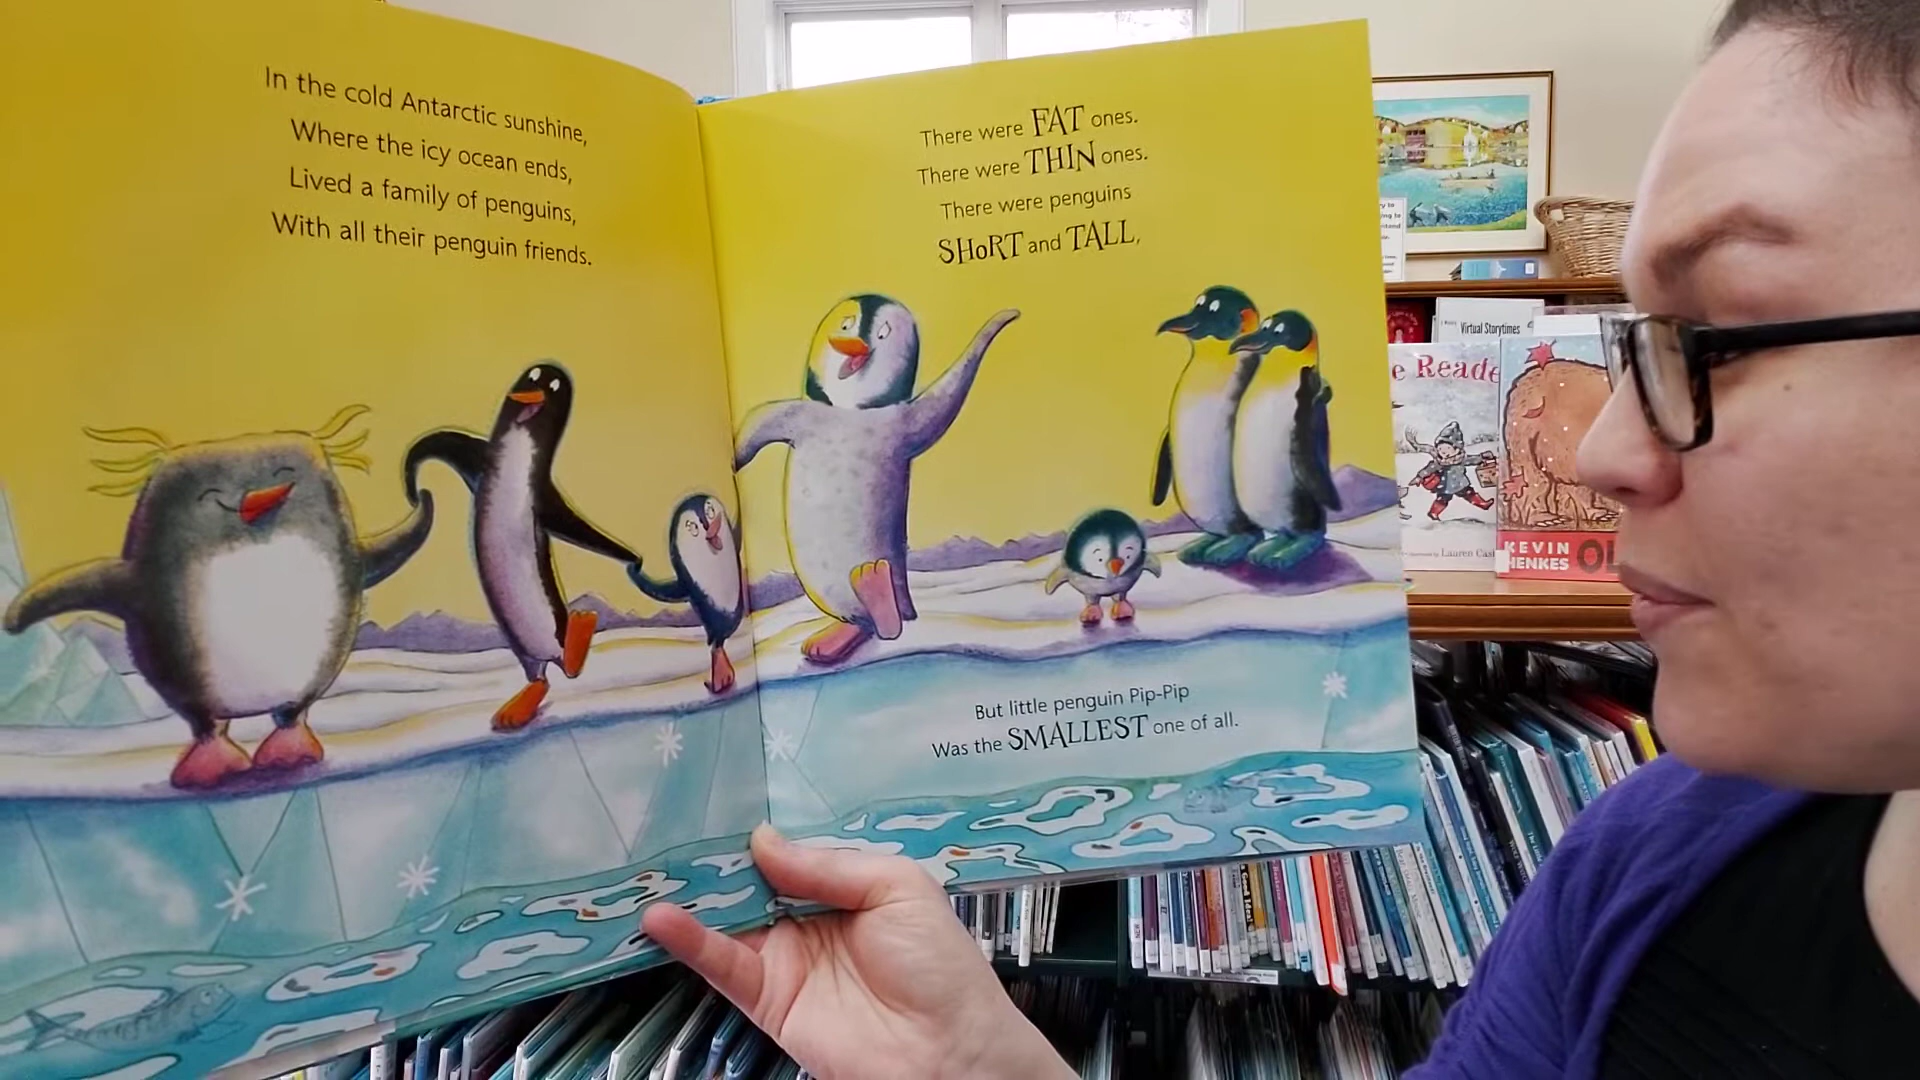 In the cold Antarctic sunshine,
Where the icy ocean ends,
Lived a family of penguins,
With all their penguin friends.
There were FAT ones.
There were THIN ones.
There were penguins
SHoRT and TALL,
But little penguin Pip-Pip
Was the SMALLEST one of all.
Virtual Storytimes
e Reade
KEVIN
HENKES
OL